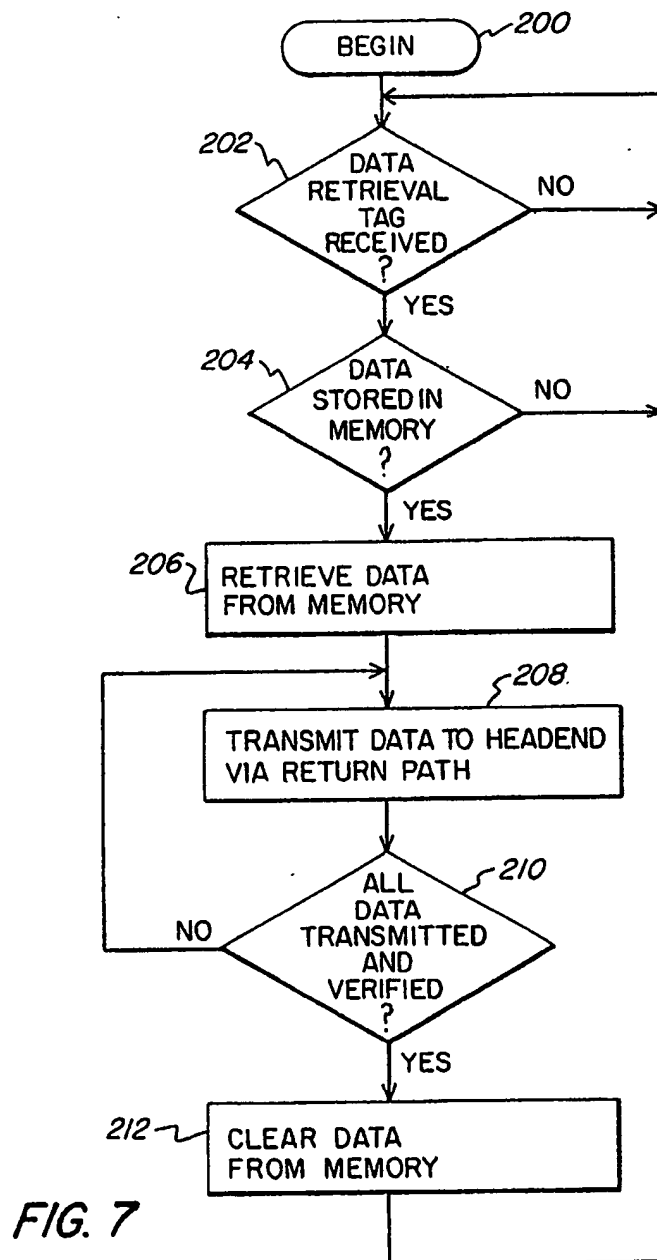 BEGIN
200
202
DATA
RETRIEVAL
TAG
RECEIVED
?
NO
YES
204
DATA
STORED IN
MEMORY
?
NO
YES
206
RETRIEVE DATA
FROM MEMORY
208.
TRANSMIT DATA TO HEADEND
VIA RETURN PATH
210
ALL
DATA
TRANSMITTED
AND
VERIFIED
?
NO
YES
212
CLEAR DATA
FROM MEMORY
FIG. 7